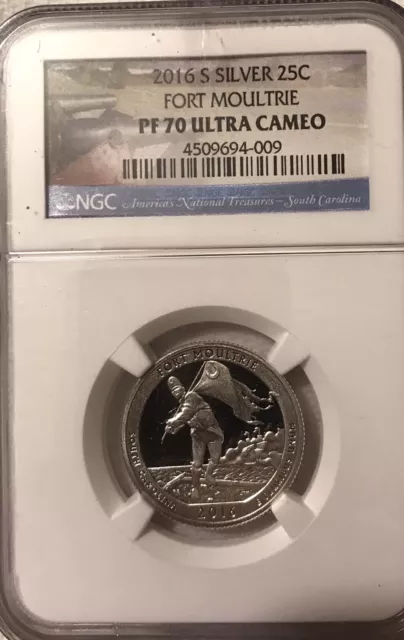 2016 S SILVER 25C
FORT MOULTRIE
PF 70 ULTRA CAMEO
4509694-009
NGC America's National Treasures – South Carolina
FORT MOULTRIE
2016